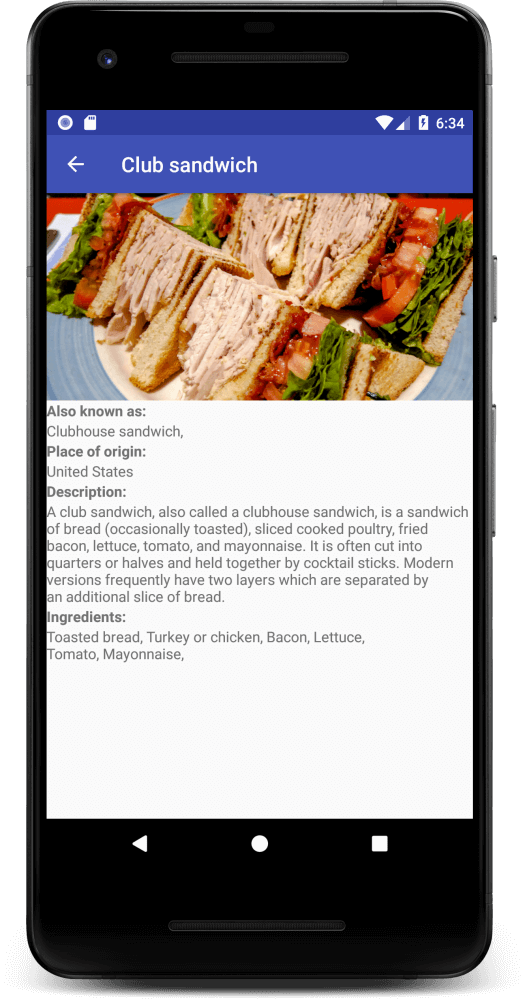 6:34
Club sandwich
Also known as:
Clubhouse sandwich,
Place of origin:
United States
Description:
A club sandwich, also called a clubhouse sandwich, is a sandwich
of bread (occasionally toasted), sliced cooked poultry, fried
bacon, lettuce, tomato, and mayonnaise. It is often cut into
quarters or halves and held together by cocktail sticks. Modern
versions frequently have two layers which are separated by
an additional slice of bread.
Ingredients:
Toasted bread, Turkey or chicken, Bacon, Lettuce,
Tomato, Mayonnaise,